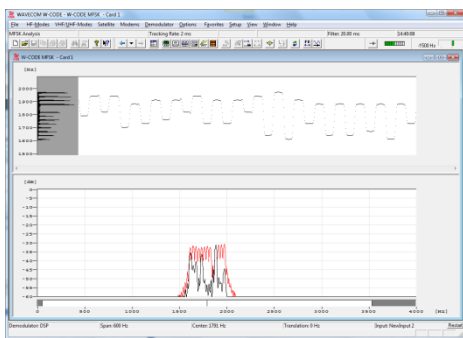 WAVECOM W-CODE - W-CODE MFSK - Card 1
File HF-Modes VHF/UHF-Modes Satellite Modems Demodulator Options Favorites Setup View Window Help
MFSK Analysis Tracking Rate 2 ms Filter 20.00 ms
W-CODE MFSK - Card 1
[Hz]
2000
1900
1800
1700
1600
[dB]
0
-5
-10
-15
-20
-25
-30
-35
-40
-45
-50
-55
-60
0 500 1000 1500 2000 2500 3000 3500 4000 [Hz]
Demodulator: DSP Span: 600 Hz Center: 1791 Hz Translation: 0 Hz Input: NewInput 2 Restart